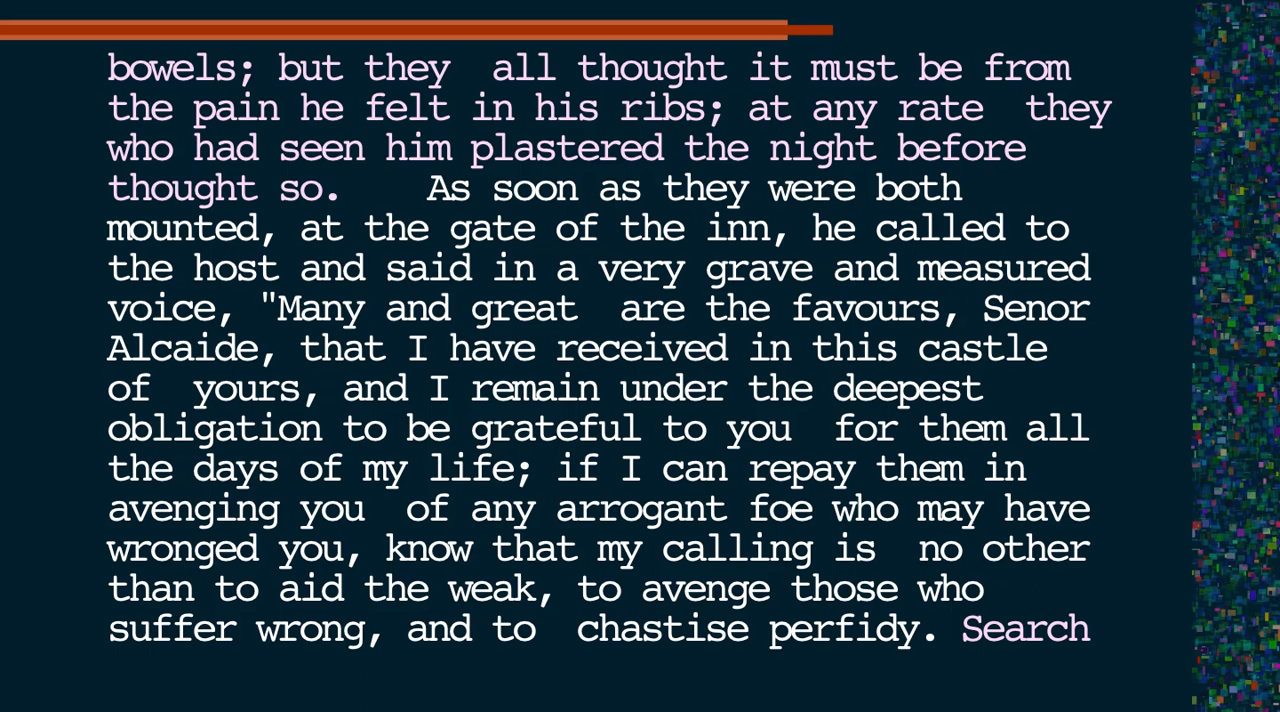 bowels; but they  all thought it must be from
the pain he felt in his ribs; at any rate  they
who had seen him plastered the night before
thought so.    As soon as they were both
mounted, at the gate of the inn, he called to
the host and said in a very grave and measured
voice, "Many and great  are the favours, Senor
Alcaide, that I have received in this castle
of  yours, and I remain under the deepest
obligation to be grateful to you  for them all
the days of my life; if I can repay them in
avenging you  of any arrogant foe who may have
wronged you, know that my calling is  no other
than to aid the weak, to avenge those who
suffer wrong, and to  chastise perfidy. Search